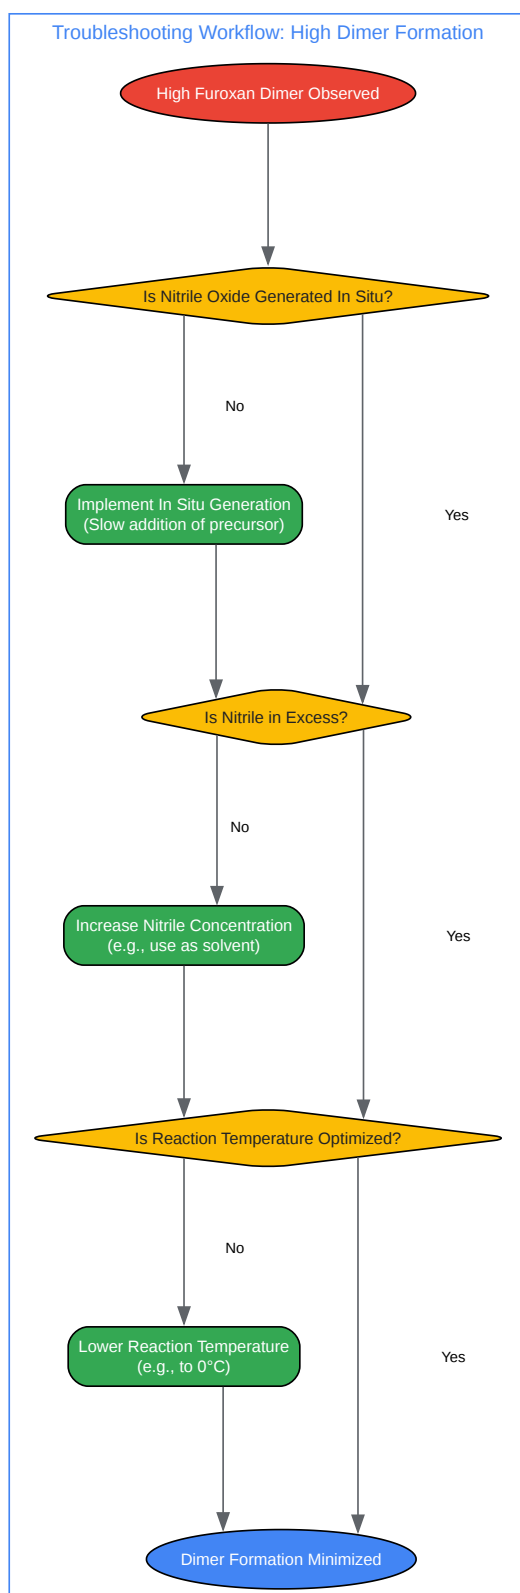 Troubleshooting Workflow: High Dimer Formation
High Furoxan Dimer Observed
Is Nitrile Oxide Generated In Situ?
No
Implement In Situ Generation
(Slow addition of precursor)
Yes
Is Nitrile in Excess?
No
Increase Nitrile Concentration
(e.g., use as solvent)
Yes
Is Reaction Temperature Optimized?
No
Lower Reaction Temperature
(e.g., to 0°C)
Yes
Dimer Formation Minimized